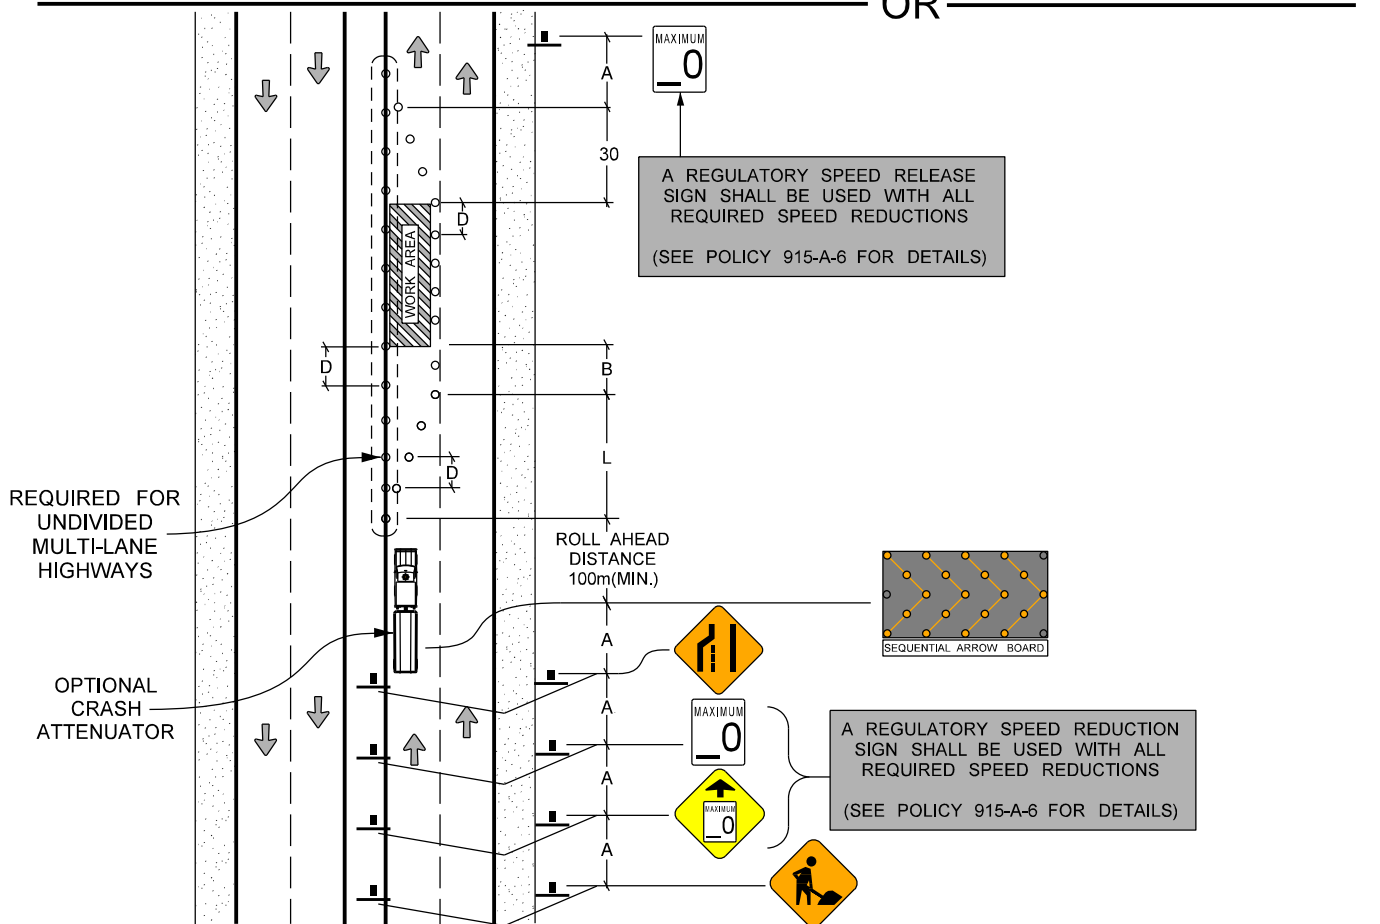 OR
MAXIMUM
_0
A
30
A REGULATORY SPEED RELEASE
SIGN SHALL BE USED WITH ALL
REQUIRED SPEED REDUCTIONS
(SEE POLICY 915-A-6 FOR DETAILS)
D
WORK AREA
D
B
L
D
REQUIRED FOR
UNDIVIDED
MULTI-LANE
HIGHWAYS
ROLL AHEAD
DISTANCE
100m(MIN.)
SEQUENTIAL ARROW BOARD
A
OPTIONAL
CRASH
ATTENUATOR
A
MAXIMUM
_0
A REGULATORY SPEED REDUCTION
SIGN SHALL BE USED WITH ALL
REQUIRED SPEED REDUCTIONS
(SEE POLICY 915-A-6 FOR DETAILS)
A
MAXIMUM
_0
A